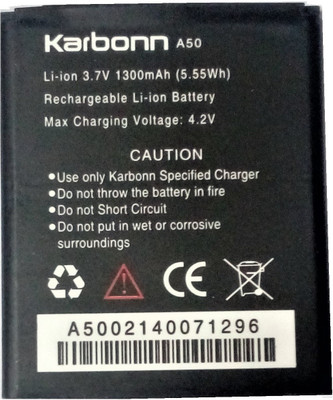 Karbonn A50
Li-ion 3.7V 1300mAh (5.55Wh)
Rechargeable Li-ion Battery
Max Charging Voltage: 4.2V
CAUTION
●Use only Karbonn Specified Charger
●Do not throw the battery in fire
●Do not Short Circuit
●Do not put in wet or corrosive
surroundings
CE
A5002140071296